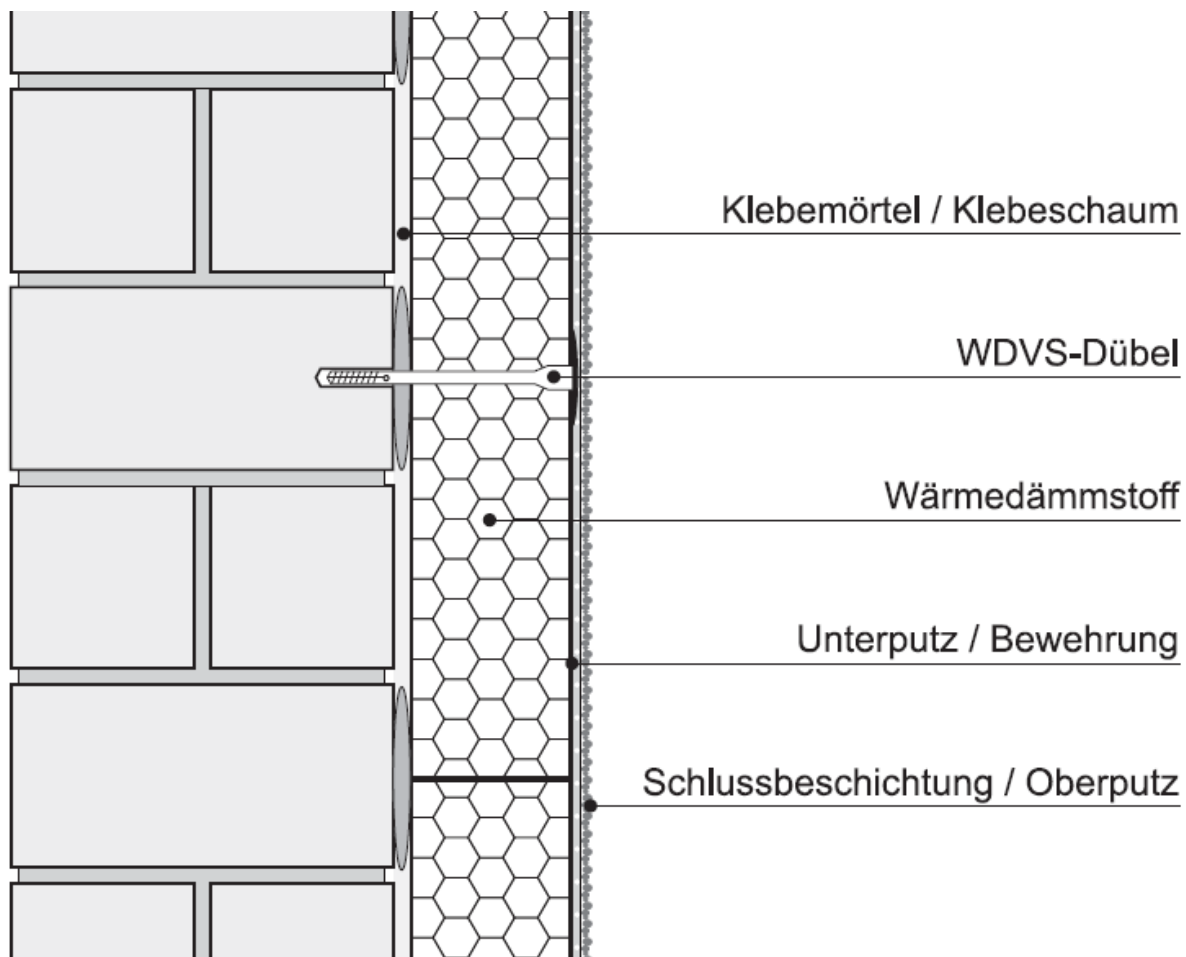 Klebemörtel / Klebeschaum
WDVS-Dübel
Wärmedämmstoff
Unterputz / Bewehrung
Schlussbeschichtung / Oberputz